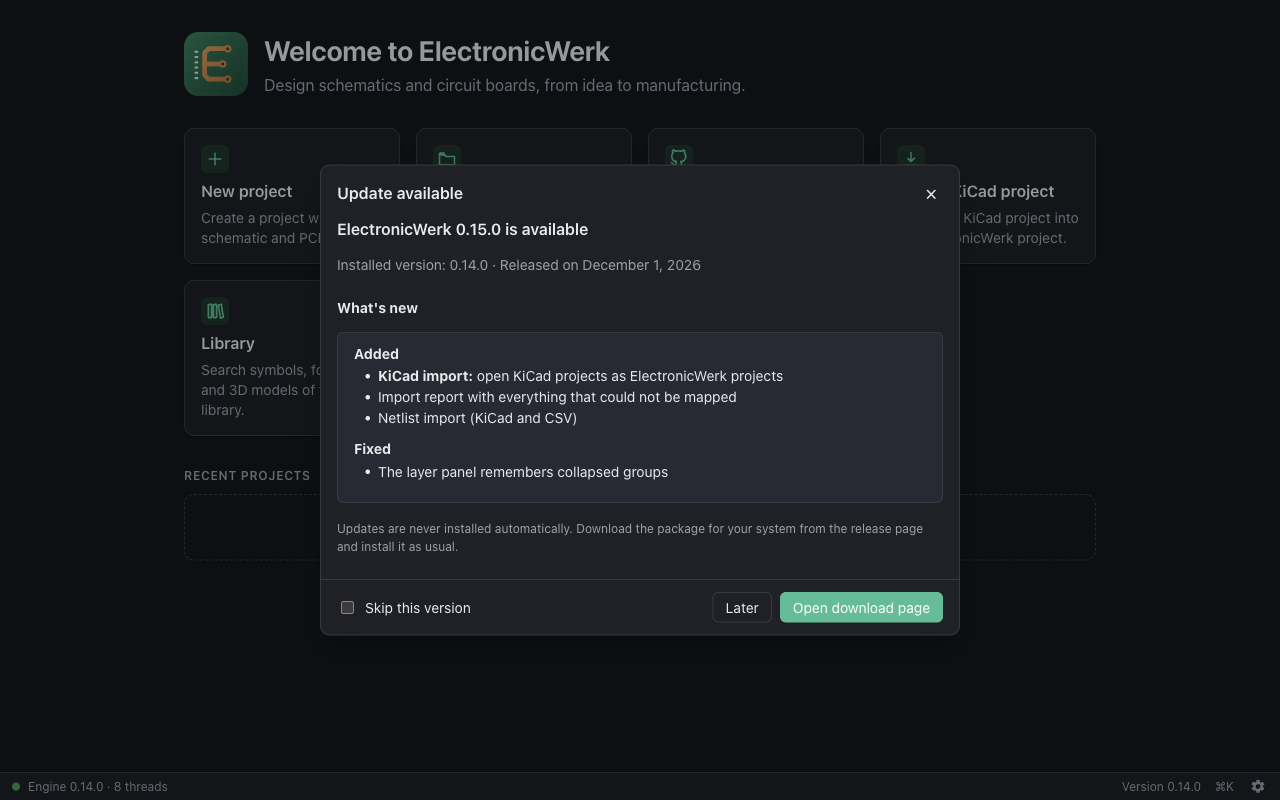 Welcome to ElectronicWerk
Design schematics and circuit boards, from idea to manufacturing.
Update available
ElectronicWerk 0.15.0 is available
Installed version: 0.14.0 · Released on December 1, 2026
What's new
Added
• KiCad import: open KiCad projects as ElectronicWerk projects
• Import report with everything that could not be mapped
• Netlist import (KiCad and CSV)
Fixed
• The layer panel remembers collapsed groups
Updates are never installed automatically. Download the package for your system from the release page
and install it as usual.
Skip this version
Later
Open download page
New project
Create a project
schematic and
KiCad project
KiCad project into
project.
Library
Search symbols,
and 3D models of
library.
RECENT PROJECTS
Engine 0.14.0 · 8 threads
Version 0.14.0
⌘K